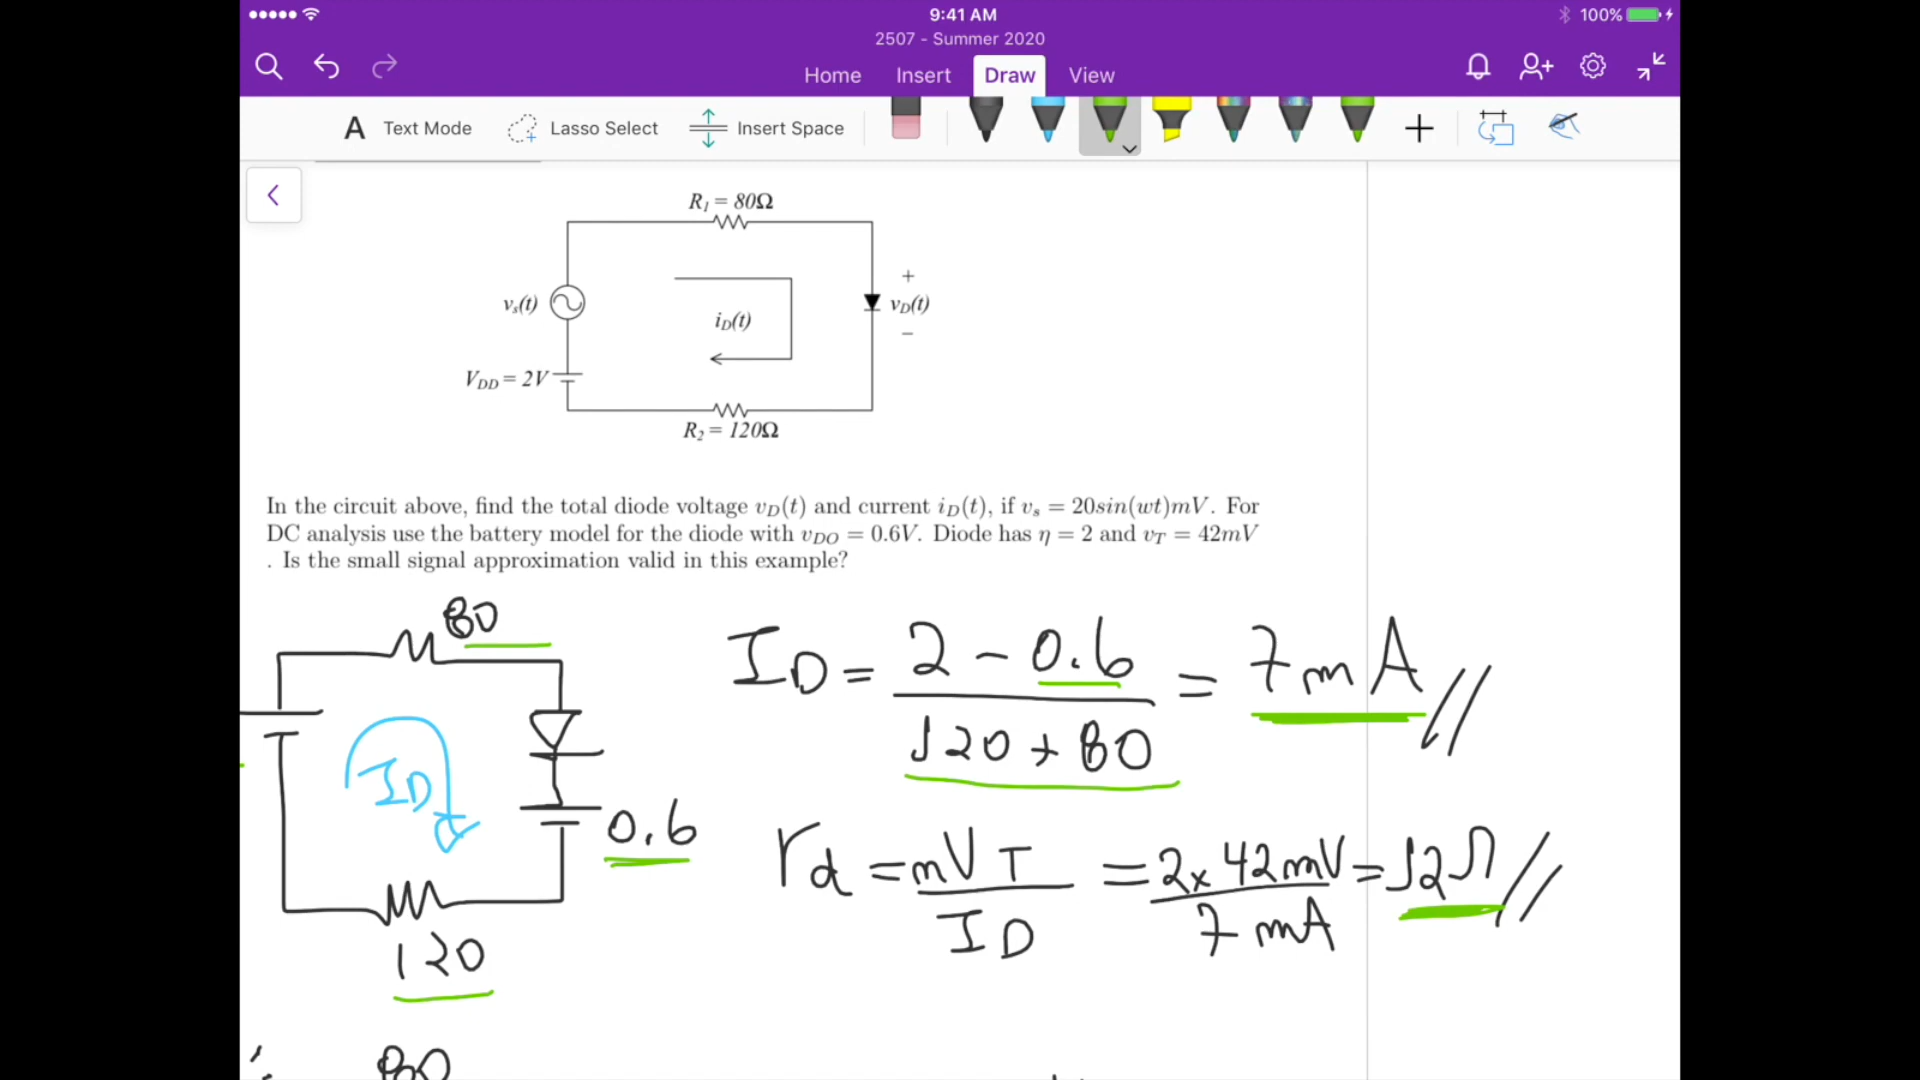 9:41 AM
100%
2507 - Summer 2020
Home Insert Draw View
A Text Mode Lasso Select Insert Space
R1 = 80Ω
+
vs(t) iD(t) vD(t)
−
VDD = 2V
R2 = 120Ω
In the circuit above, find the total diode voltage vD(t) and current iD(t), if vs = 20sin(wt)mV. For
DC analysis use the battery model for the diode with vDO = 0.6V. Diode has η = 2 and vT = 42mV
. Is the small signal approximation valid in this example?
80
ID = 2 - 0.6 / 120 + 80 = 7mA //
ID
0.6
rd = mVT / ID = 2x 42mV / 7mA = 12Ω //
120
80